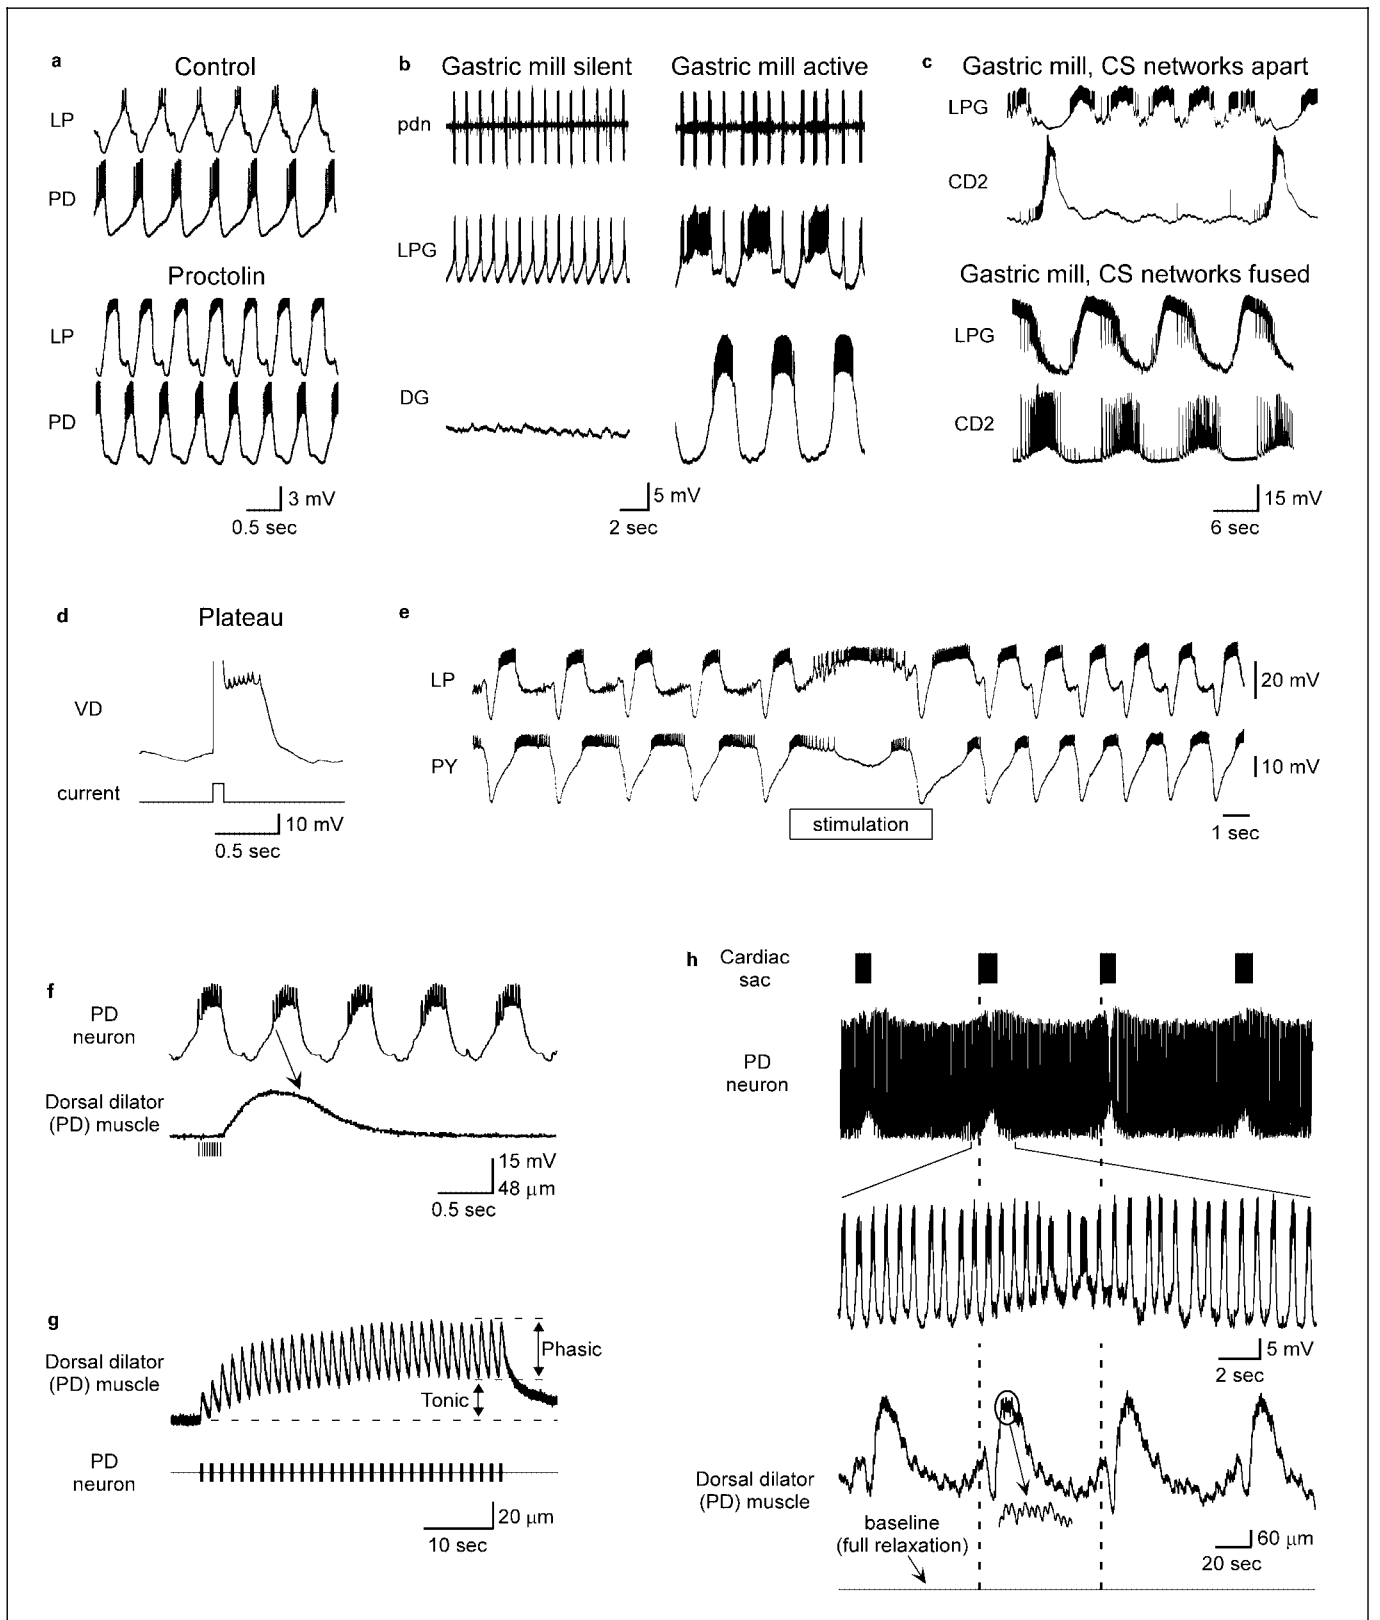 a
Control
LP
PD
Proctolin
LP
PD
3 mV
0.5 sec
b
Gastric mill silent
Gastric mill active
pdn
LPG
DG
5 mV
2 sec
c
Gastric mill, CS networks apart
LPG
CD2
Gastric mill, CS networks fused
LPG
CD2
15 mV
6 sec
d
Plateau
VD
current
10 mV
0.5 sec
e
LP
20 mV
PY
10 mV
stimulation
1 sec
f
PD
neuron
Dorsal dilator
(PD) muscle
15 mV
48 µm
0.5 sec
g
Dorsal dilator
(PD) muscle
Phasic
Tonic
PD
neuron
20 µm
10 sec
h
Cardiac
sac
PD
neuron
5 mV
2 sec
Dorsal dilator
(PD) muscle
baseline
(full relaxation)
60 µm
20 sec